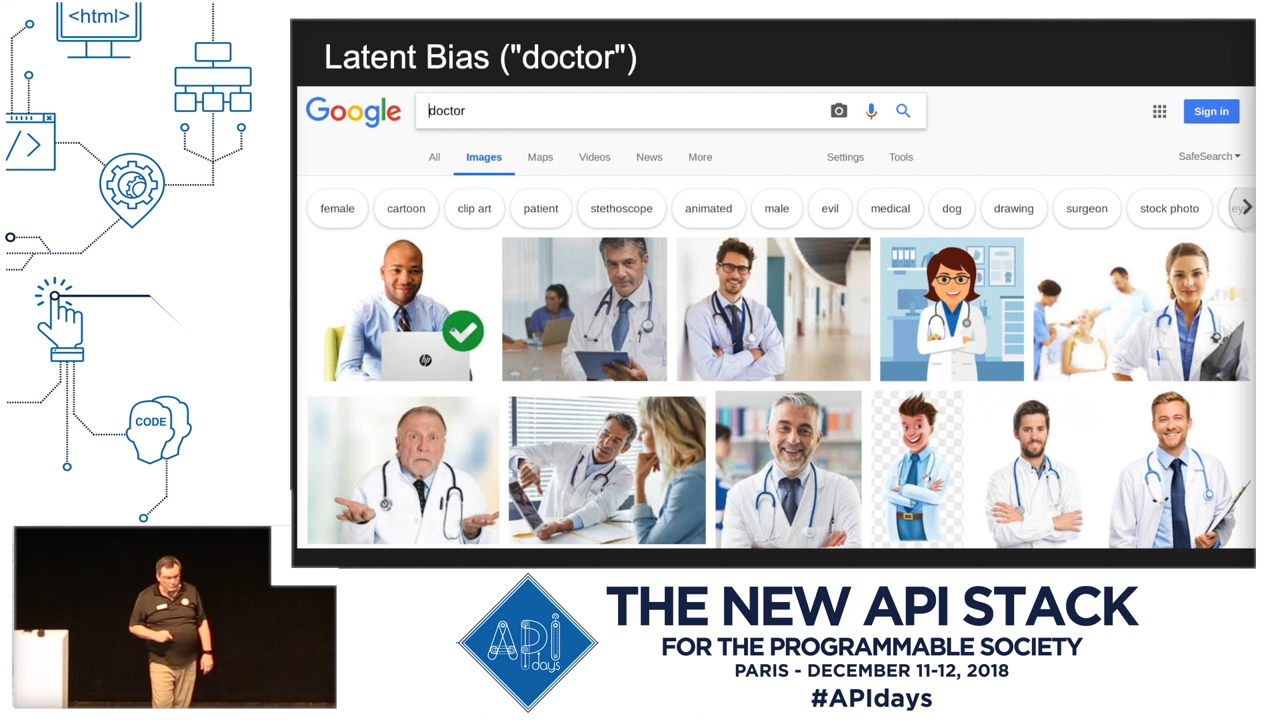 <html>
Latent Bias ("doctor")
Google
doctor
Sign in
All Images Maps Videos News More Settings Tools SafeSearch
female cartoon clip art patient stethoscope animated male evil medical dog drawing surgeon stock photo
</>
hp
CODE
API
days
THE NEW API STACK
FOR THE PROGRAMMABLE SOCIETY
PARIS - DECEMBER 11-12, 2018
#APIdays